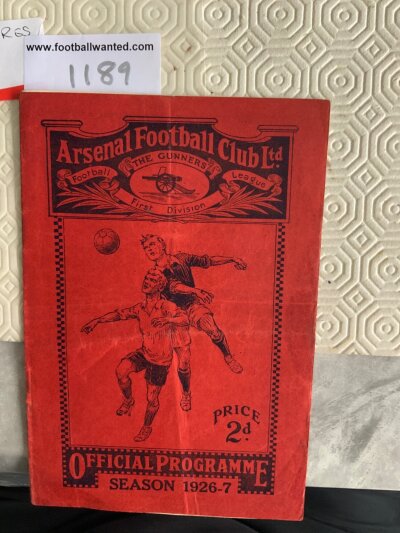 RGS
www.footballwanted.com
1189
Arsenal Football Club Ltd.
"THE GUNNERS"
Football League
First Division
PRICE
2d.
OFFICIAL PROGRAMME
SEASON 1926-7